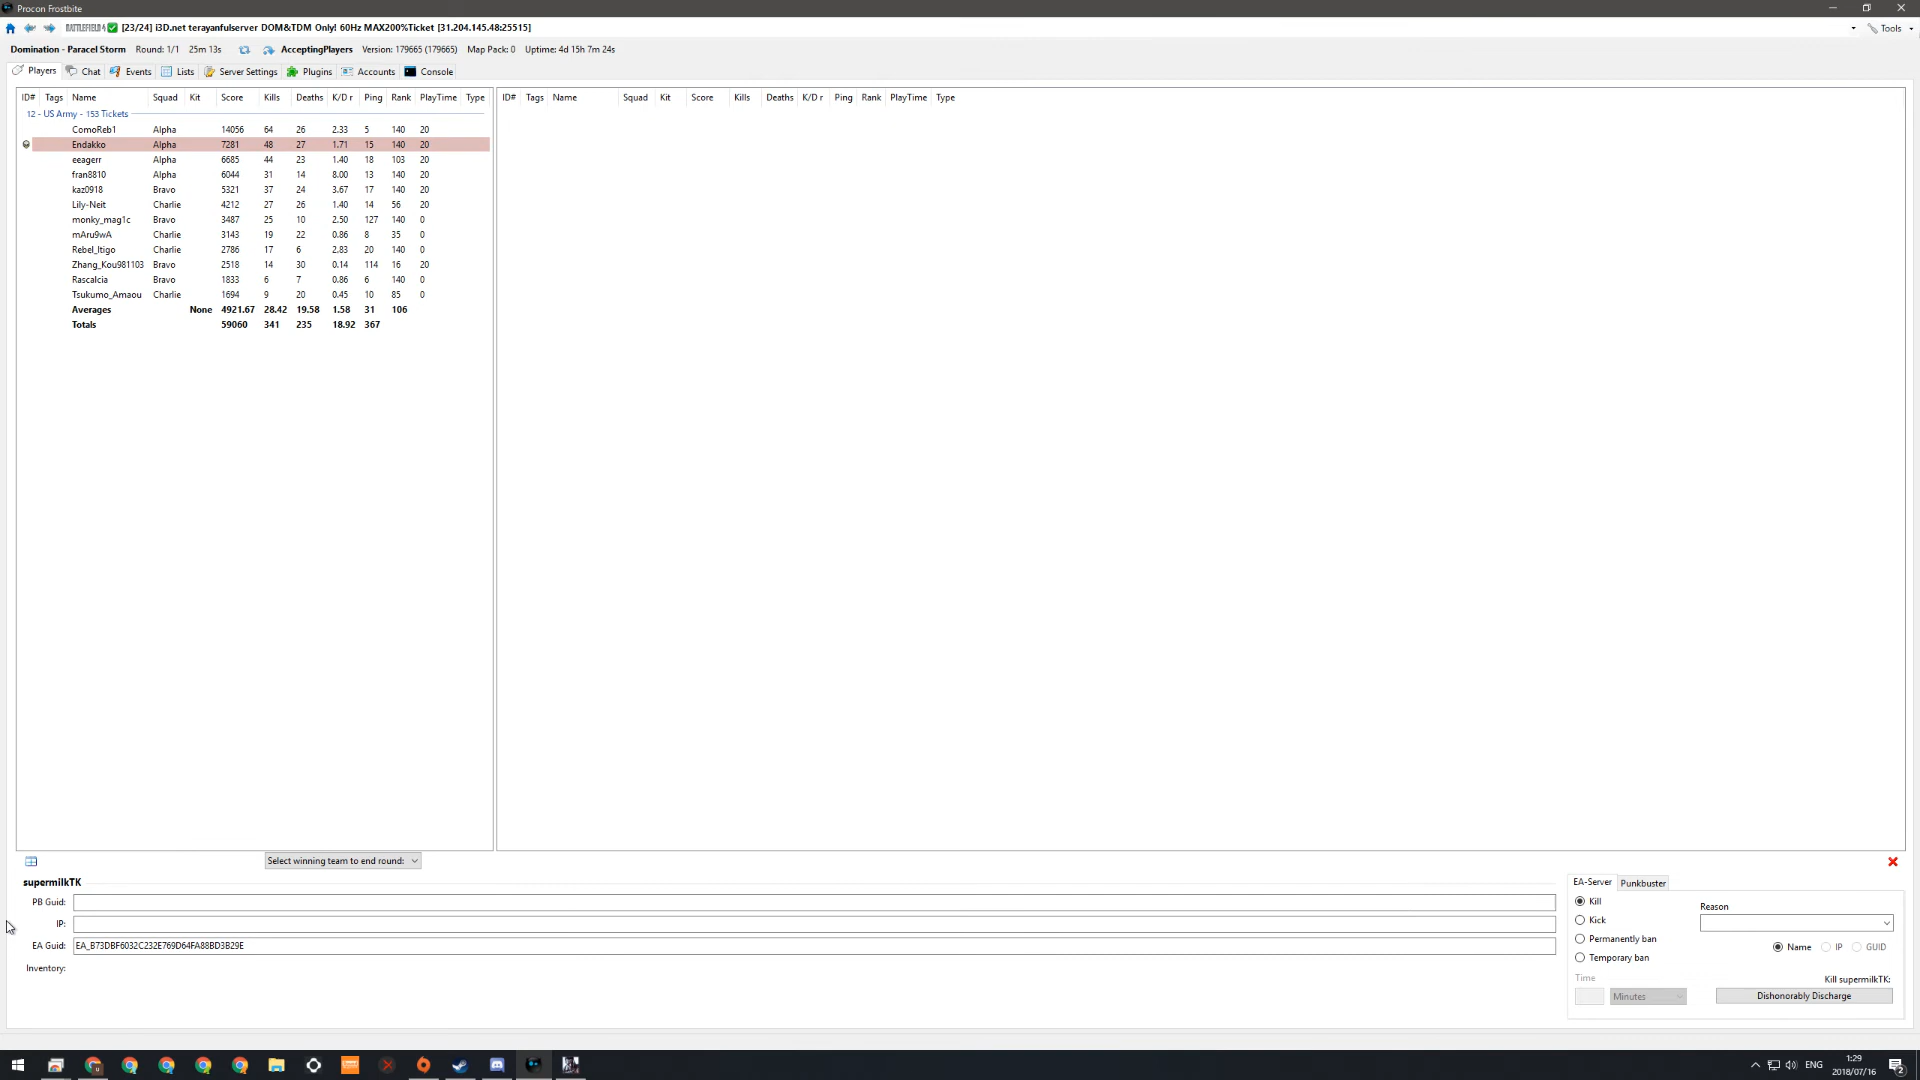 Procon Frostbite
BATTLEFIELD 4 [23/24] i3D.net terayanfulserver DOM&TDM Only! 60Hz MAX200%Ticket [31.204.145.48:25515] Tools
Domination - Paracel Storm Round: 1/1 25m 13s AcceptingPlayers Version: 179665 (179665) Map Pack: 0 Uptime: 4d 15h 7m 24s
Players Chat Events Lists Server Settings Plugins Accounts Console
ID# Tags Name Squad Kit Score Kills Deaths K/D r Ping Rank PlayTime Type ID# Tags Name Squad Kit Score Kills Deaths K/D r Ping Rank PlayTime Type
12 - US Army - 153 Tickets
ComoReb1 Alpha 14056 64 26 2.33 5 140 20
Endakko Alpha 7281 48 27 1.71 15 140 20
eeagerr Alpha 6685 44 23 1.40 18 103 20
fran8810 Alpha 6044 31 14 8.00 13 140 20
kaz0918 Bravo 5321 37 24 3.67 17 140 20
Lily-Neit Charlie 4212 27 26 1.40 14 56 20
monky_mag1c Bravo 3487 25 10 2.50 127 140 0
mAru9wA Charlie 3143 19 22 0.86 8 35 0
Rebel_Itigo Charlie 2786 17 6 2.83 20 140 0
Zhang_Kou981103 Bravo 2518 14 30 0.14 114 16 20
Rascalcia Bravo 1833 6 7 0.86 6 140 0
Tsukumo_Amaou Charlie 1694 9 20 0.45 10 85 0
Averages None 4921.67 28.42 19.58 1.58 31 106
Totals 59060 341 235 18.92 367
Select winning team to end round:
supermilkTK
PB Guid:
IP:
EA Guid: EA_B73DBF6032C232E769D64FA88BD3B29E
Inventory:
EA-Server Punkbuster
Kill
Reason
Kick
Permanently ban
Name IP GUID
Temporary ban
Time
Kill supermilkTK:
Minutes
Dishonorably Discharge
ENG
1:29
2018/07/16
2